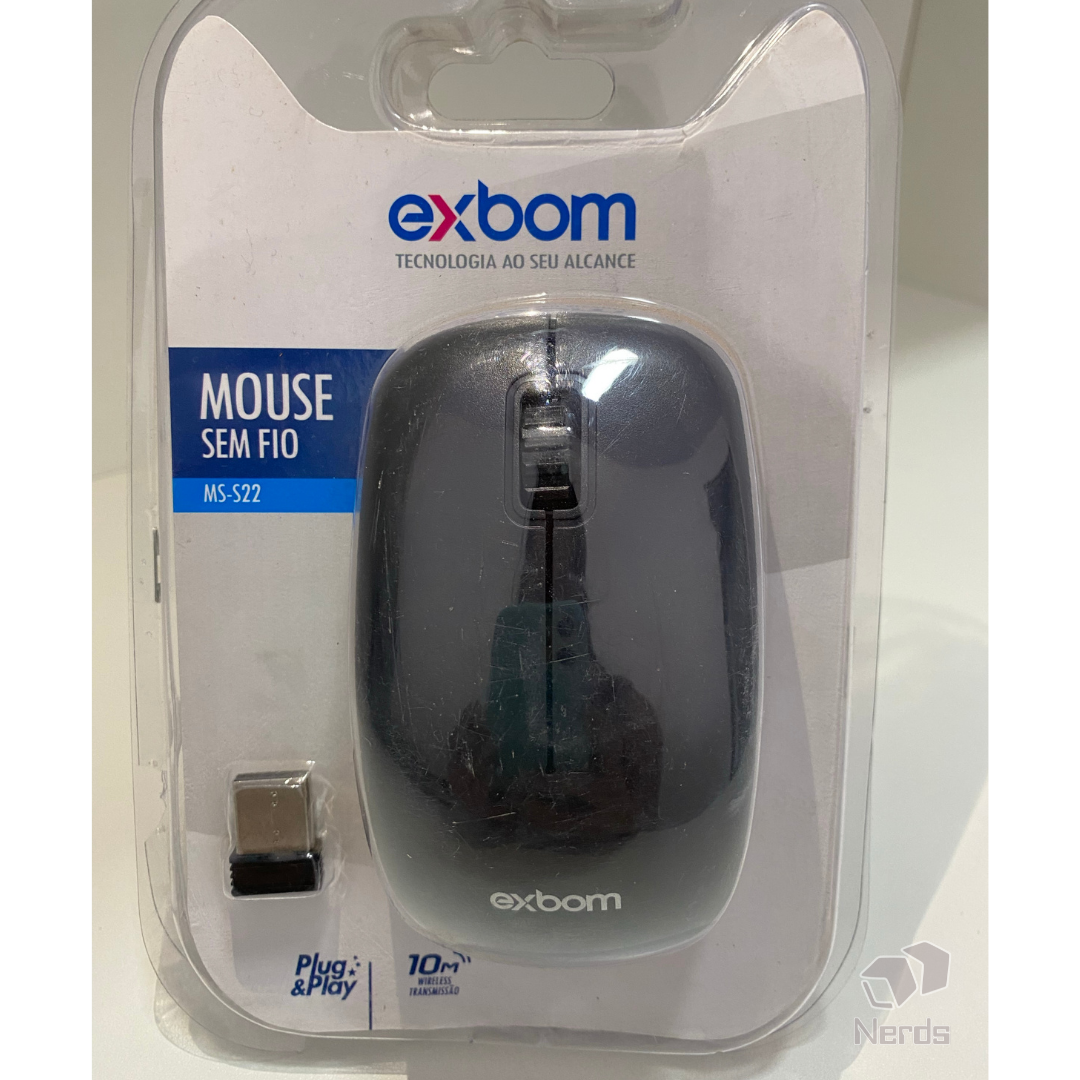 exbom
TECNOLOGIA AO SEU ALCANCE
MOUSE
SEM FIO
MS-S22
exbom
Plug
&Play
10M
WIRELESS
TRANSMISSÃO
Nerds